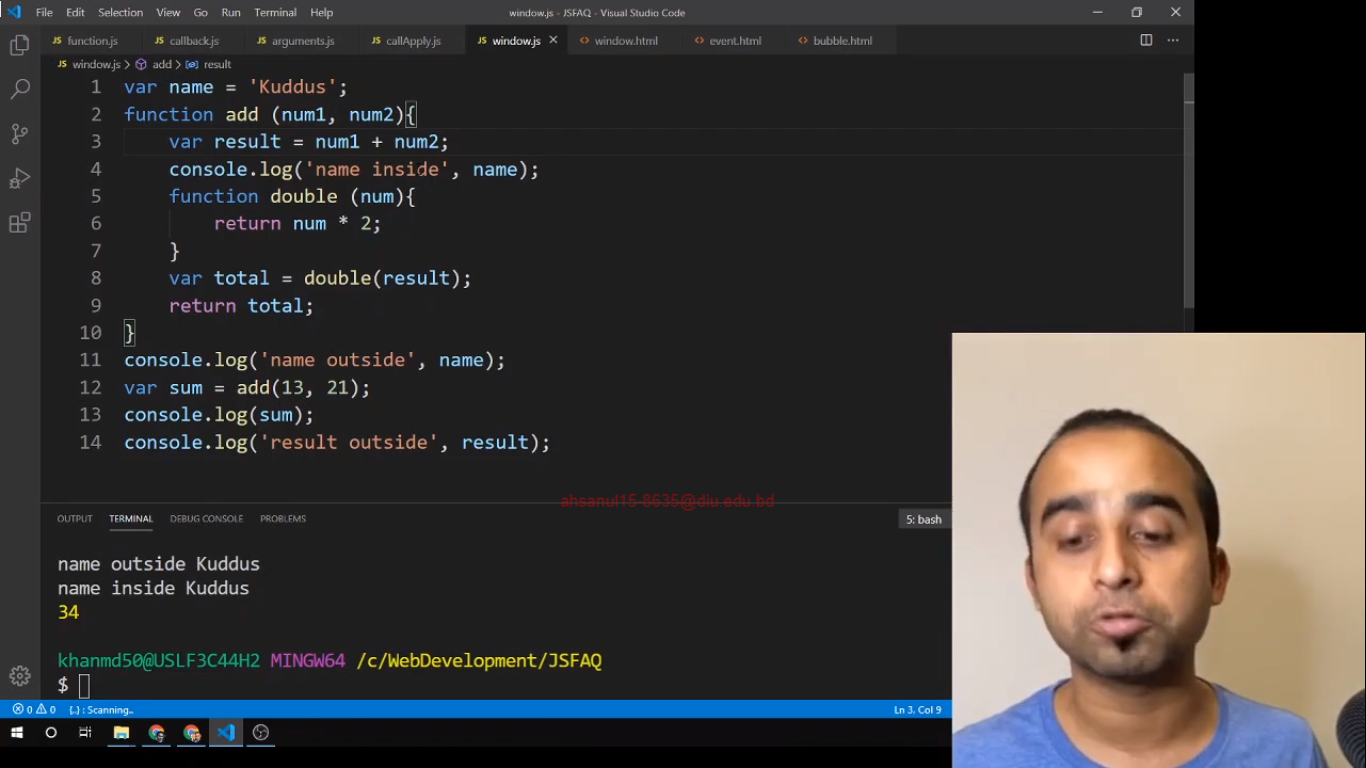 File Edit Selection View Go Run Terminal Help window.js - JSFAQ - Visual Studio Code
JS function.js JS callback.js JS arguments.js JS callApply.js JS window.js <> window.html <> event.html <> bubble.html
JS window.js > add > result
1 var name = 'Kuddus';
2 function add (num1, num2){
3 var result = num1 + num2;
4 console.log('name inside', name);
5 function double (num){
6 return num * 2;
7 }
8 var total = double(result);
9 return total;
10 }
11 console.log('name outside', name);
12 var sum = add(13, 21);
13 console.log(sum);
14 console.log('result outside', result);
ahsanul15-8635@diu.edu.bd
OUTPUT TERMINAL DEBUG CONSOLE PROBLEMS 5: bash
name outside Kuddus
name inside Kuddus
34
khanmd50@USLF3C44H2 MINGW64 /c/WebDevelopment/JSFAQ
$
0 0 {..} : Scanning.. Ln 3, Col 9